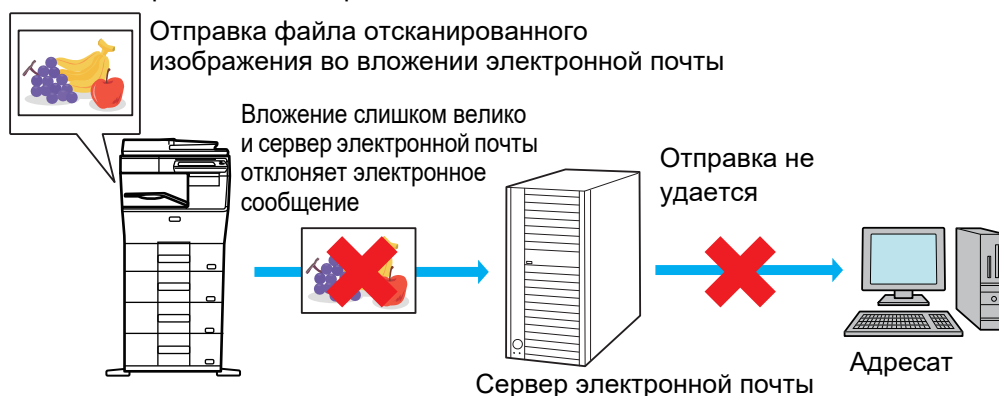 Отправка файла отсканированного
изображения во вложении электронной почты
Вложение слишком велико
и сервер электронной почты
отклоняет электронное
сообщение
Отправка не
удается
Адресат
Сервер электронной почты